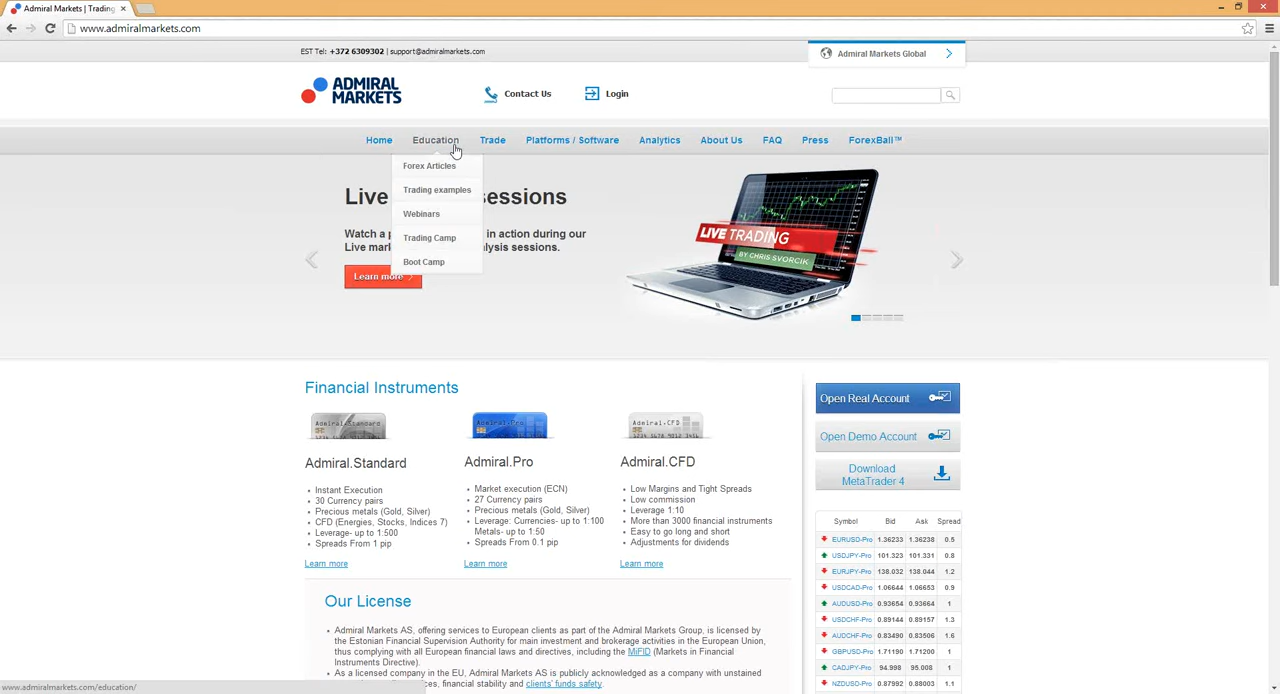 Admiral Markets | Trading
www.admiralmarkets.com
EST Tel: +372 6309302 | support@admiralmarkets.com
Admiral Markets Global
ADMIRAL
MARKETS
Contact Us
Login
Home
Education
Trade
Platforms / Software
Analytics
About Us
FAQ
Press
ForexBall™
Forex Articles
Trading examples
Webinars
Trading Camp
Boot Camp
Live
essions
Watch a p
in action during our
Live mark
lysis sessions.
Learn more
LIVE TRADING
BY CHRIS SVORCIK
Financial Instruments
Admiral.Standard
Admiral.Pro
Admiral.CFD
Admiral.Standard
• Instant Execution
• 30 Currency pairs
• Precious metals (Gold, Silver)
• CFD (Energies, Stocks, Indices 7)
• Leverage- up to 1:500
• Spreads From 1 pip
Learn more
Admiral.Pro
• Market execution (ECN)
• 27 Currency pairs
• Precious metals (Gold, Silver)
• Leverage: Currencies- up to 1:100
Metals- up to 1:50
• Spreads From 0.1 pip
Learn more
Admiral.CFD
• Low Margins and Tight Spreads
• Low commission
• Leverage 1:10
• More than 3000 financial instruments
• Easy to go long and short
• Adjustments for dividends
Learn more
Our License
• Admiral Markets AS, offering services to European clients as part of the Admiral Markets Group, is licensed by
the Estonian Financial Supervision Authority for main investment and brokerage activities in the European Union,
thus complying with all European financial laws and directives, including the MiFID (Markets in Financial
Instruments Directive).
• As a licensed company in the EU, Admiral Markets AS is publicly acknowledged as a company with unstained
ces, financial stability and clients' funds safety.
Open Real Account
Open Demo Account
Download
MetaTrader 4
Symbol Bid Ask Spread
EURUSD-Pro 1.36233 1.36238 0.5
USDJPY-Pro 101.323 101.331 0.8
EURJPY-Pro 138.032 138.044 1.2
USDCAD-Pro 1.06644 1.06653 0.9
AUDUSD-Pro 0.93654 0.93664 1
USDCHF-Pro 0.89144 0.89157 1.3
AUDCHF-Pro 0.83490 0.83506 1.6
GBPUSD-Pro 1.71190 1.71200 1
CADJPY-Pro 94.998 95.008 1
NZDUSD-Pro 0.87992 0.88003 1.1
www.admiralmarkets.com/education/